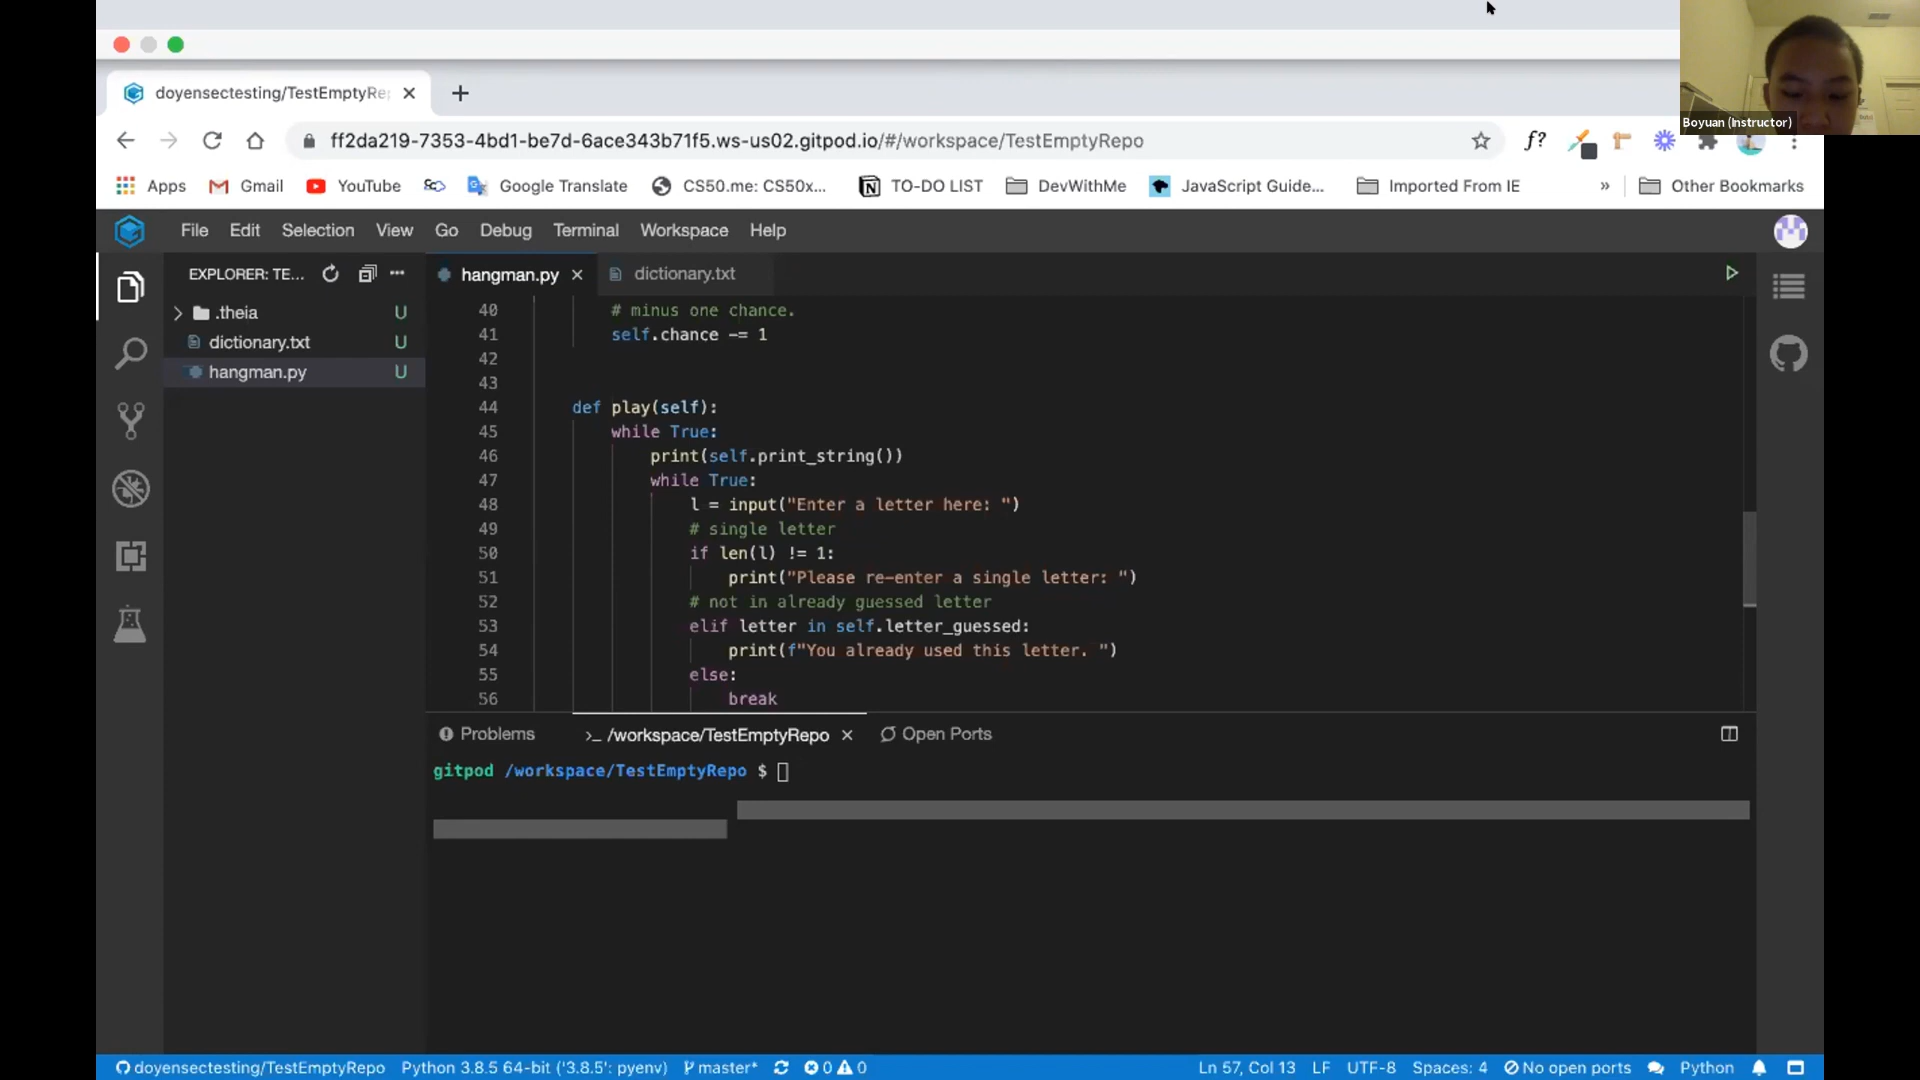 Boyuan (Instructor)
doyensectesting/TestEmptyRe
ff2da219-7353-4bd1-be7d-6ace343b71f5.ws-us02.gitpod.io/#/workspace/TestEmptyRepo
f?
Apps Gmail YouTube Google Translate CS50.me: CS50x... TO-DO LIST DevWithMe JavaScript Guide... Imported From IE » Other Bookmarks
File Edit Selection View Go Debug Terminal Workspace Help
EXPLORER: TE...
hangman.py
dictionary.txt
.theia U
dictionary.txt U
hangman.py U
40 # minus one chance.
41 self.chance -= 1
42
43
44 def play(self):
45 while True:
46 print(self.print_string())
47 while True:
48 l = input("Enter a letter here: ")
49 # single letter
50 if len(l) != 1:
51 print("Please re-enter a single letter: ")
52 # not in already guessed letter
53 elif letter in self.letter_guessed:
54 print(f"You already used this letter. ")
55 else:
56 break
Problems >_ /workspace/TestEmptyRepo Open Ports
gitpod /workspace/TestEmptyRepo $
doyensectesting/TestEmptyRepo Python 3.8.5 64-bit ('3.8.5': pyenv) master* 0 0 Ln 57, Col 13 LF UTF-8 Spaces: 4 No open ports Python